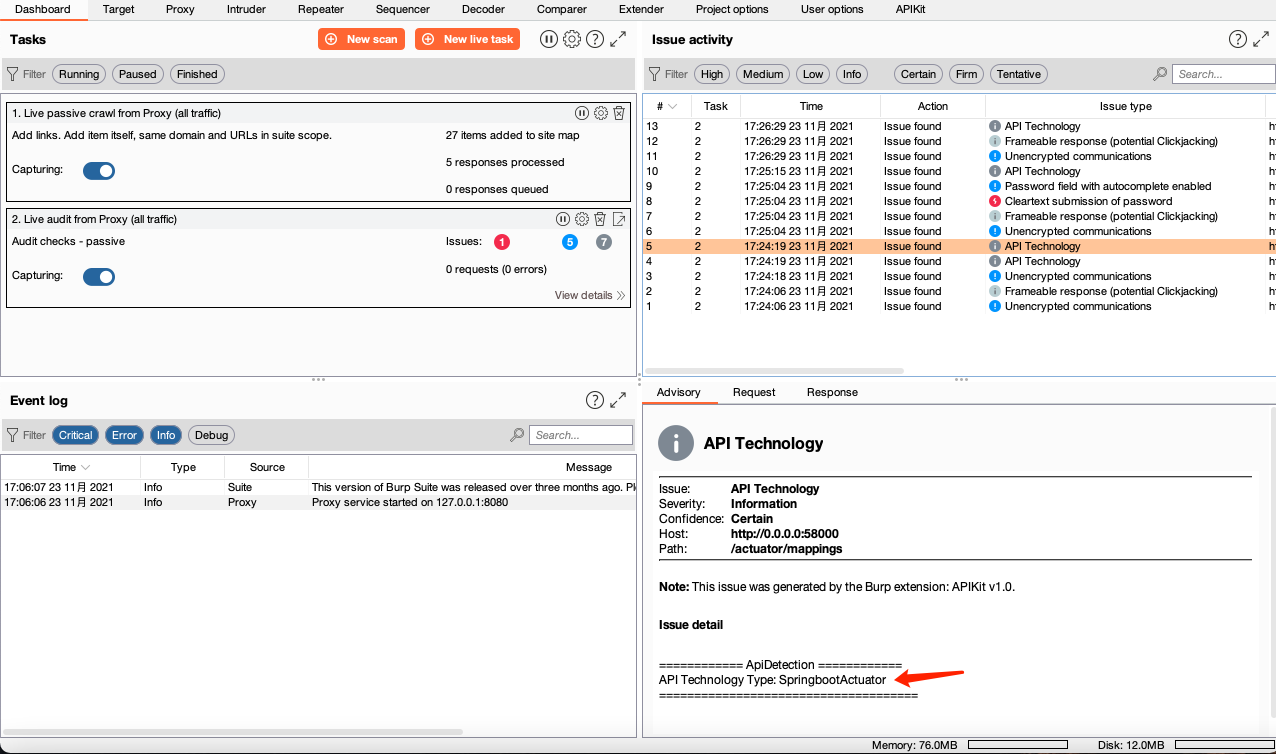 Dashboard Target Proxy Intruder Repeater Sequencer Decoder Comparer Extender Project options User options APIKit
Tasks New scan New live task
Filter Running Paused Finished
1. Live passive crawl from Proxy (all traffic)
Add links. Add item itself, same domain and URLs in suite scope. 27 items added to site map
5 responses processed
Capturing:
0 responses queued
2. Live audit from Proxy (all traffic)
Audit checks - passive Issues: 1 5 7
0 requests (0 errors)
Capturing:
View details
Issue activity
Filter High Medium Low Info Certain Firm Tentative Search...
# Task Time Action Issue type
13 2 17:26:29 23 11月 2021 Issue found API Technology h
12 2 17:26:29 23 11月 2021 Issue found Frameable response (potential Clickjacking) h
11 2 17:26:29 23 11月 2021 Issue found Unencrypted communications h
10 2 17:25:15 23 11月 2021 Issue found API Technology h
9 2 17:25:04 23 11月 2021 Issue found Password field with autocomplete enabled h
8 2 17:25:04 23 11月 2021 Issue found Cleartext submission of password h
7 2 17:25:04 23 11月 2021 Issue found Frameable response (potential Clickjacking) h
6 2 17:25:04 23 11月 2021 Issue found Unencrypted communications h
5 2 17:24:19 23 11月 2021 Issue found API Technology h
4 2 17:24:19 23 11月 2021 Issue found API Technology h
3 2 17:24:18 23 11月 2021 Issue found Unencrypted communications h
2 2 17:24:06 23 11月 2021 Issue found Frameable response (potential Clickjacking) h
1 2 17:24:06 23 11月 2021 Issue found Unencrypted communications h
Event log
Filter Critical Error Info Debug Search...
Time Type Source Message
17:06:07 23 11月 2021 Info Suite This version of Burp Suite was released over three months ago. Pl
17:06:06 23 11月 2021 Info Proxy Proxy service started on 127.0.0.1:8080
Advisory Request Response
API Technology
Issue: API Technology
Severity: Information
Confidence: Certain
Host: http://0.0.0.0:58000
Path: /actuator/mappings
Note: This issue was generated by the Burp extension: APIKit v1.0.
Issue detail
============ ApiDetection ============
API Technology Type: SpringbootActuator
=====================================
Memory: 76.0MB Disk: 12.0MB